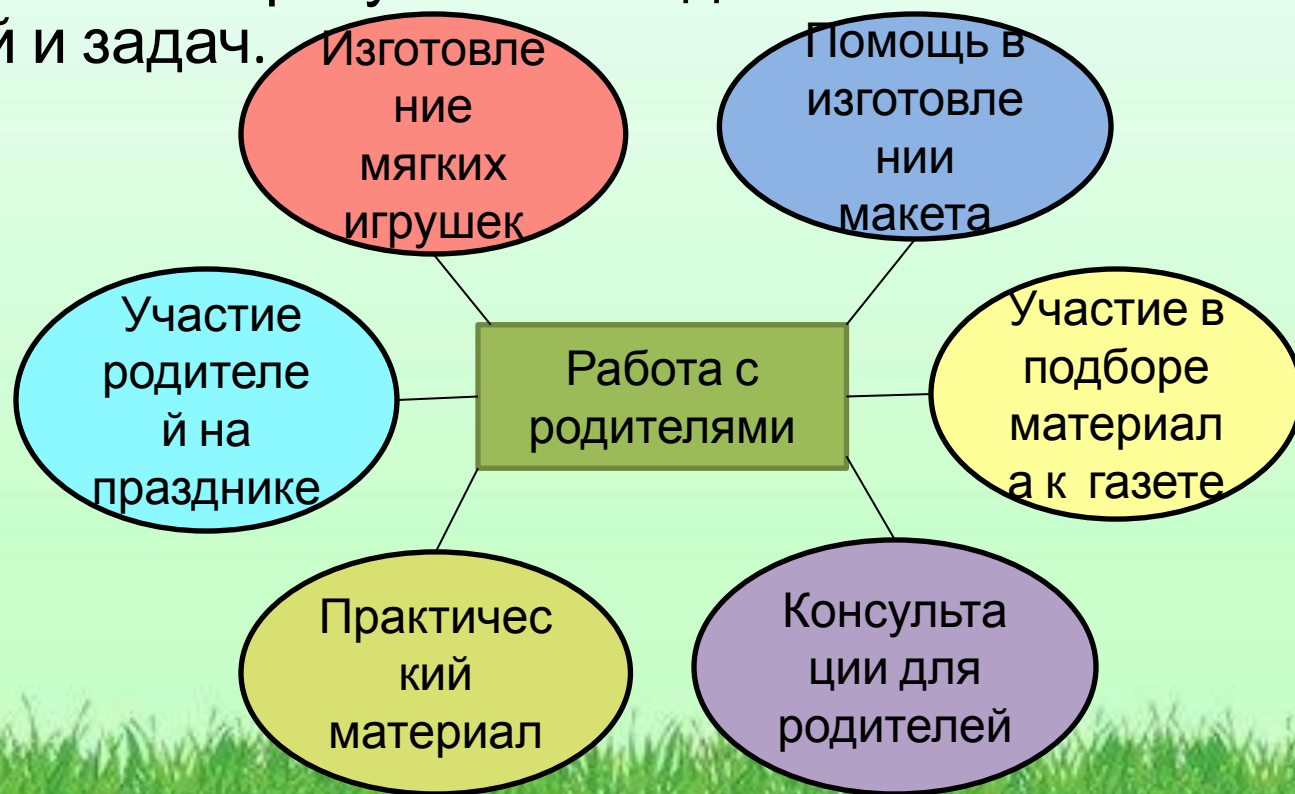 й и задач.
Изготовле
ние
мягких
игрушек
Помощь в
изготовле
нии
макета
Участие
родителе
й на
празднике
Работа с
родителями
Участие в
подборе
материал
а к газете
Практичес
кий
материал
Консульта
ции для
родителей